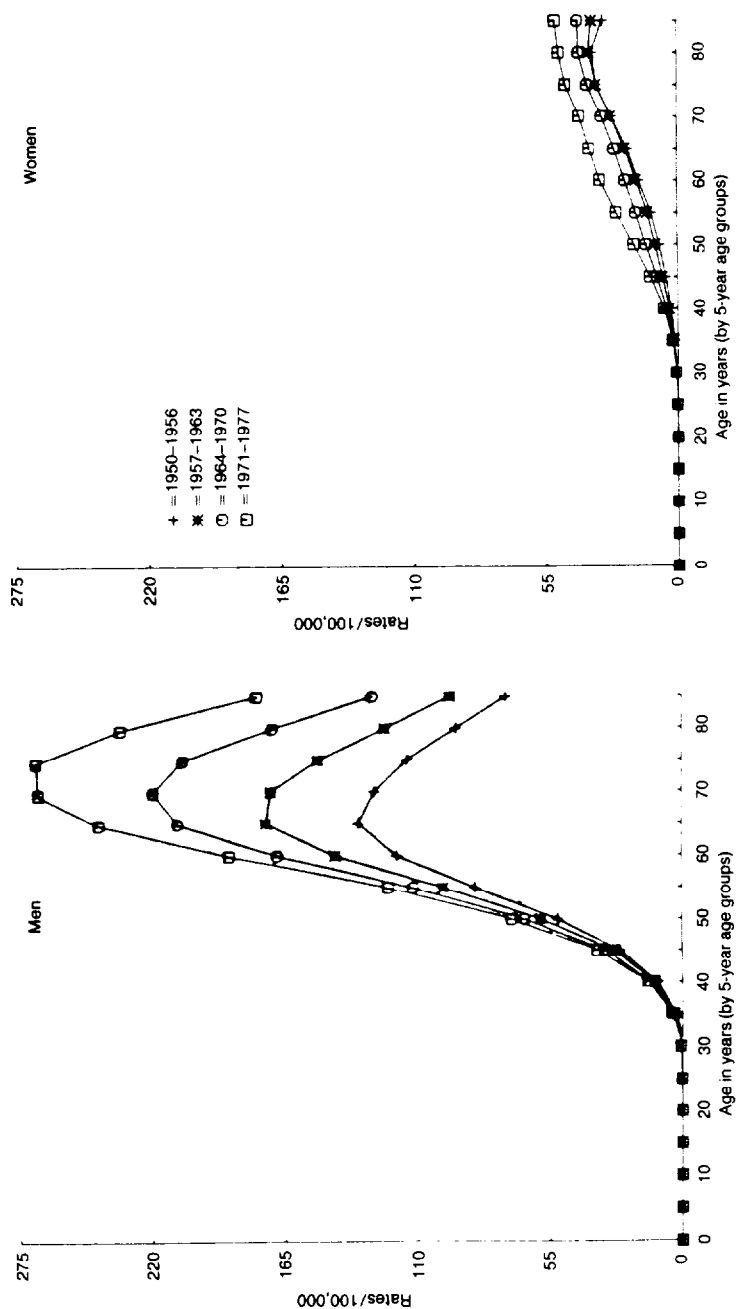 Men
275
220
165
110
55
0
Rates/100,000
0 10 20 30 40 50 60 70 80
Age in years (by 5-year age groups)
Women
275
220
165
110
55
0
Rates/100,000
=1950–1956
=1957–1963
=1964–1970
=1971–1977
0 10 20 30 40 50 60 70 80
Age in years (by 5-year age groups)